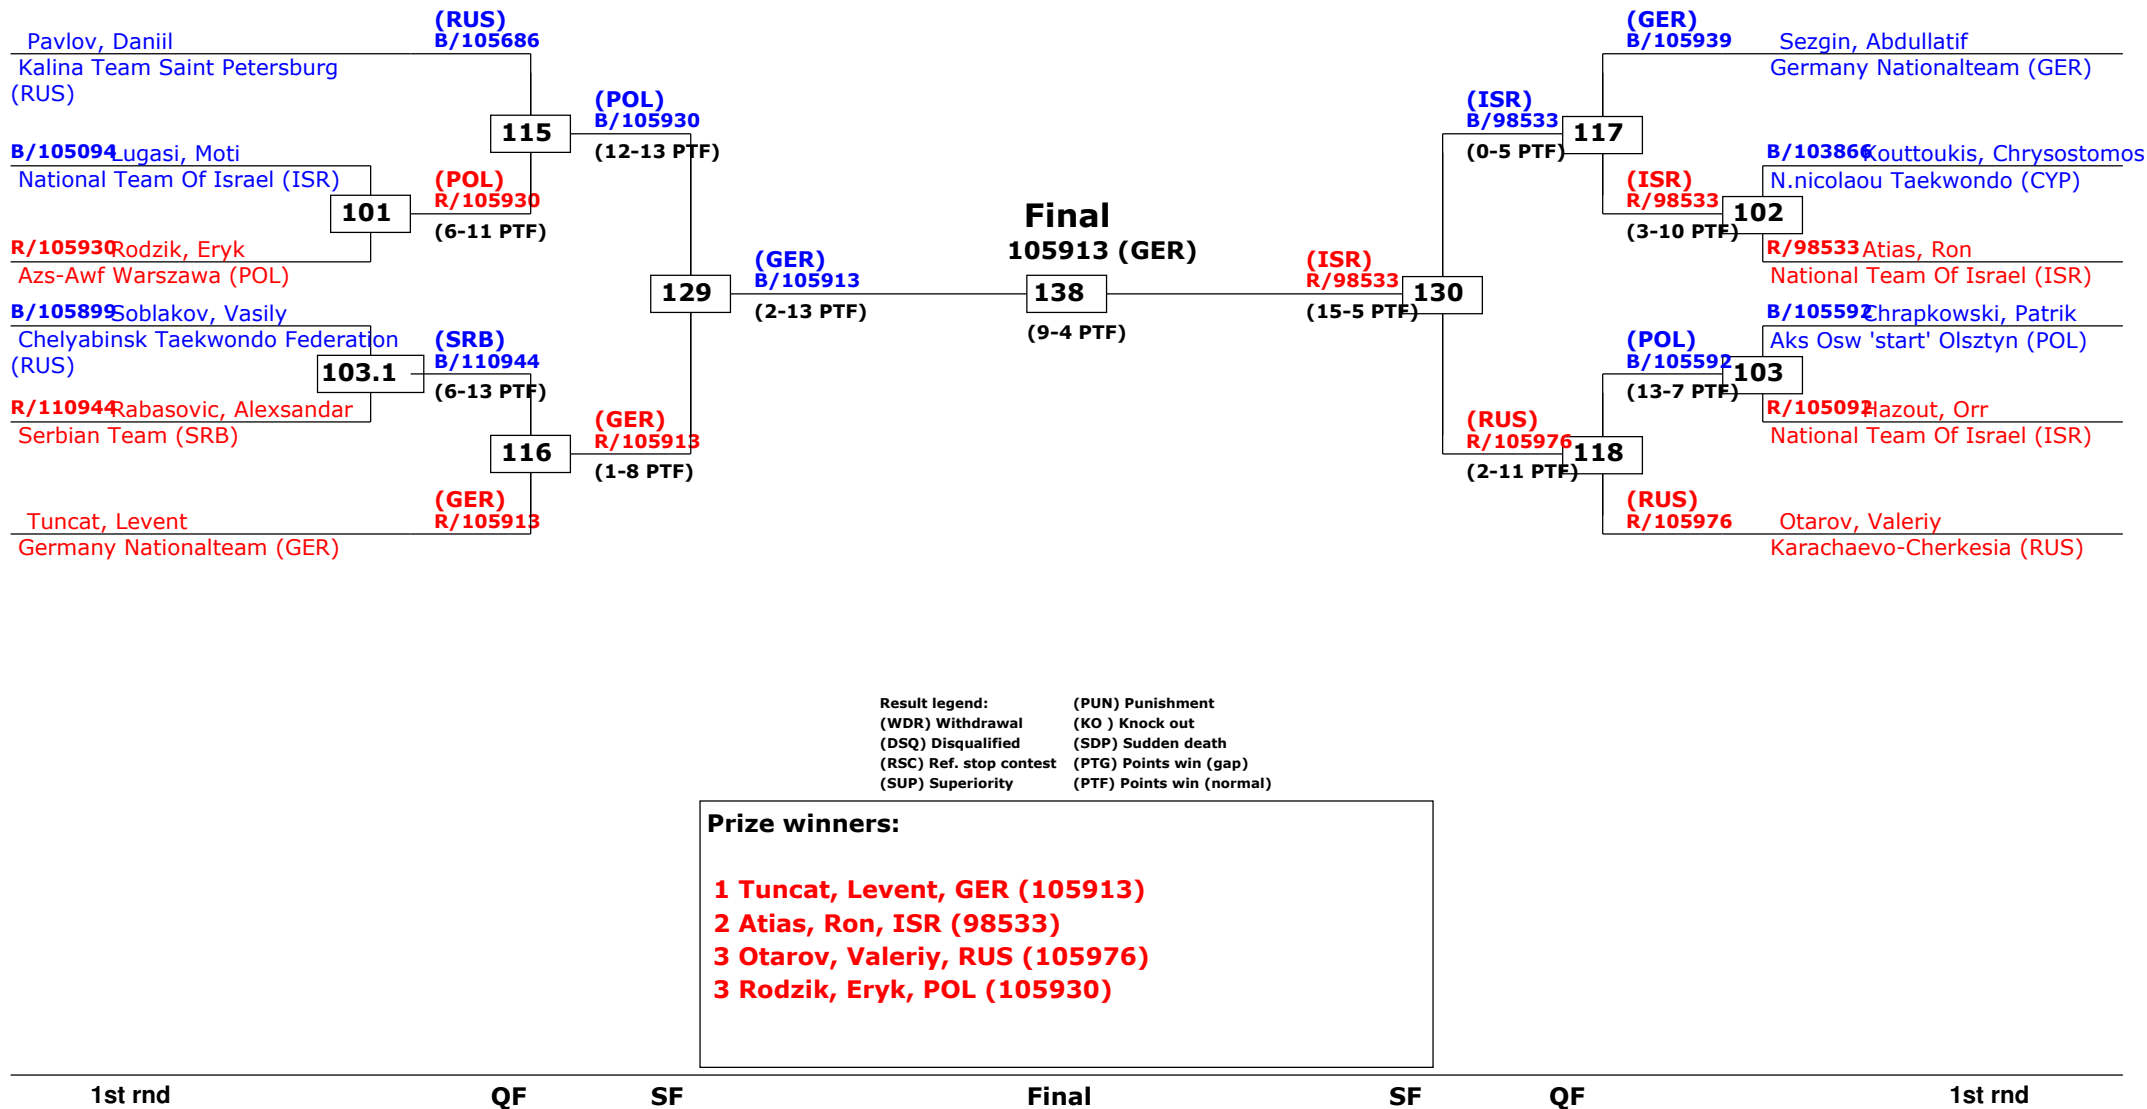 (RUS)
B/105686
Pavlov, Daniil
Kalina Team Saint Petersburg
(RUS)
115
(POL)
B/105930
(12-13 PTF)
B/105094 Lugasi, Moti
National Team Of Israel (ISR)
101
(POL)
R/105930
(6-11 PTF)
R/105930 Rodzik, Eryk
Azs-Awf Warszawa (POL)
129
(GER)
B/105913
(2-13 PTF)
B/105899 Soblakov, Vasily
Chelyabinsk Taekwondo Federation
(RUS)
103.1
(SRB)
B/110944
(6-13 PTF)
R/110944 Rabasovic, Alexsandar
Serbian Team (SRB)
116
(GER)
R/105913
(1-8 PTF)
(GER)
R/105913
Tuncat, Levent
Germany Nationalteam (GER)
Final
105913 (GER)
138
(9-4 PTF)
(GER)
B/105939
Sezgin, Abdullatif
Germany Nationalteam (GER)
(ISR)
B/98533
(0-5 PTF)
117
B/103866 Kouttoukis, Chrysostomos
N.nicolaou Taekwondo (CYP)
(ISR)
R/98533
(3-10 PTF)
102
R/98533 Atias, Ron
National Team Of Israel (ISR)
(ISR)
R/98533
(15-5 PTF)
130
B/105592 Chrapkowski, Patrik
Aks Osw 'start' Olsztyn (POL)
(POL)
B/105592
(13-7 PTF)
103
R/105092 Hazout, Orr
National Team Of Israel (ISR)
(RUS)
R/105976
(2-11 PTF)
118
(RUS)
R/105976
Otarov, Valeriy
Karachaevo-Cherkesia (RUS)
Result legend:
(WDR) Withdrawal
(DSQ) Disqualified
(RSC) Ref. stop contest
(SUP) Superiority
(PUN) Punishment
(KO ) Knock out
(SDP) Sudden death
(PTG) Points win (gap)
(PTF) Points win (normal)
Prize winners:
1 Tuncat, Levent, GER (105913)
2 Atias, Ron, ISR (98533)
3 Otarov, Valeriy, RUS (105976)
3 Rodzik, Eryk, POL (105930)
1st rnd QF SF Final SF QF 1st rnd